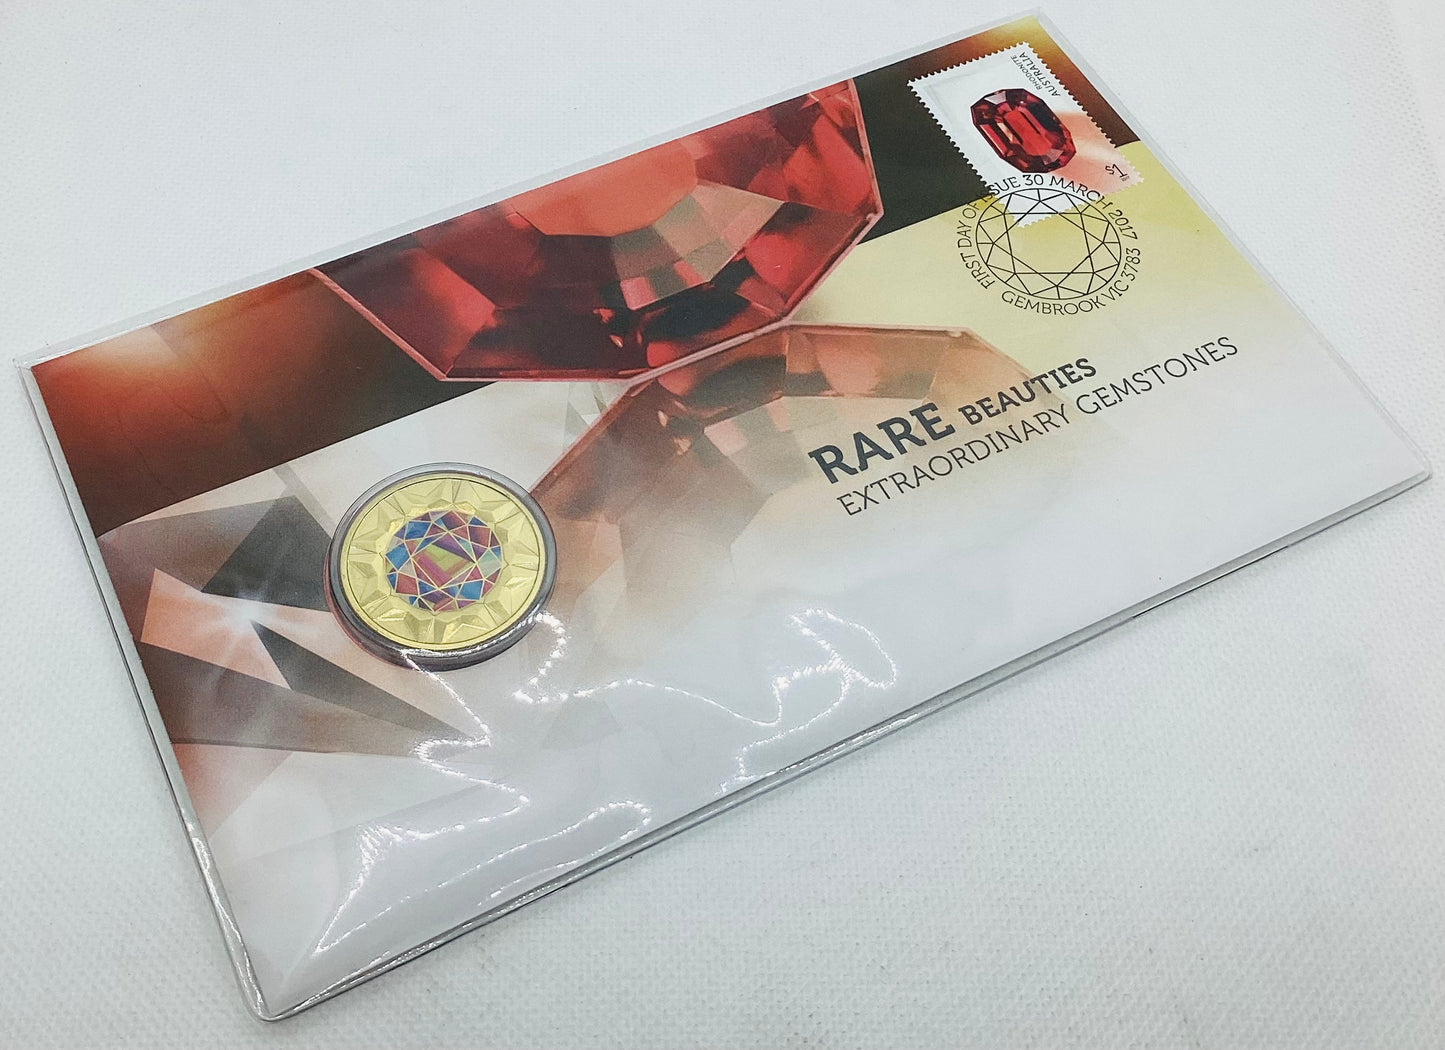 RHODONITE
AUSTRALIA
$1
FIRST DAY OF ISSUE 30 MARCH 2017
GEMBROOK VIC 3783
RARE BEAUTIES
EXTRAORDINARY GEMSTONES